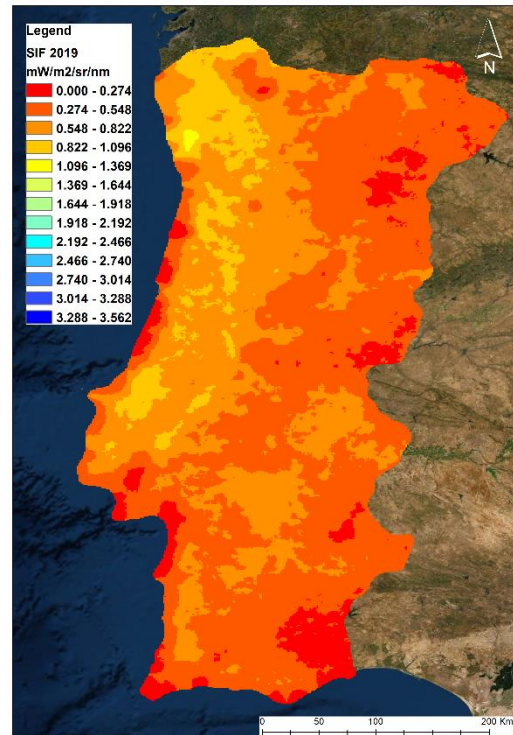 Legend
SIF 2019
mW/m2/sr/nm
0.000 - 0.274
0.274 - 0.548
0.548 - 0.822
0.822 - 1.096
1.096 - 1.369
1.369 - 1.644
1.644 - 1.918
1.918 - 2.192
2.192 - 2.466
2.466 - 2.740
2.740 - 3.014
3.014 - 3.288
3.288 - 3.562
N
0 50 100 200 Km